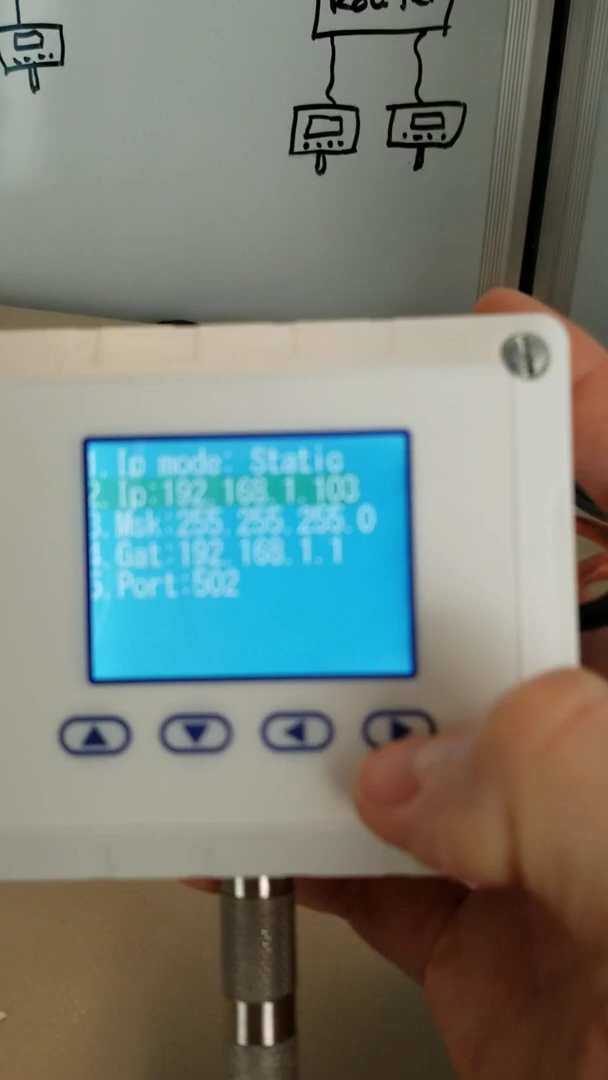 Router
1.Ip mode: Static
2.Ip:192.168.1.103
3.Msk:255.255.255.0
4.Gat:192.168.1.1
5.Port:502